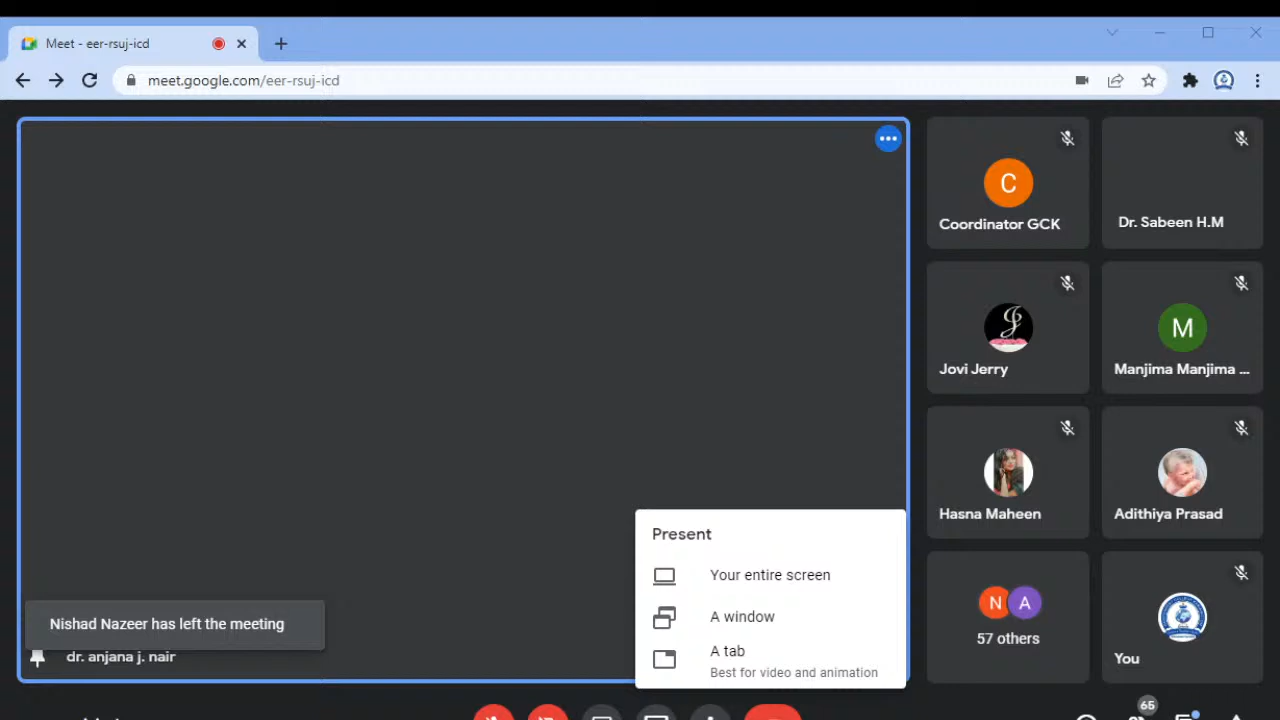 Meet - eer-rsuj-icd
meet.google.com/eer-rsuj-icd
C
Coordinator GCK
Dr. Sabeen H.M
Jovi Jerry
M
Manjima Manjima ...
Hasna Maheen
Adithiya Prasad
Present
Your entire screen
A window
A tab
Best for video and animation
Nishad Nazeer has left the meeting
dr. anjana j. nair
N A
57 others
You
65